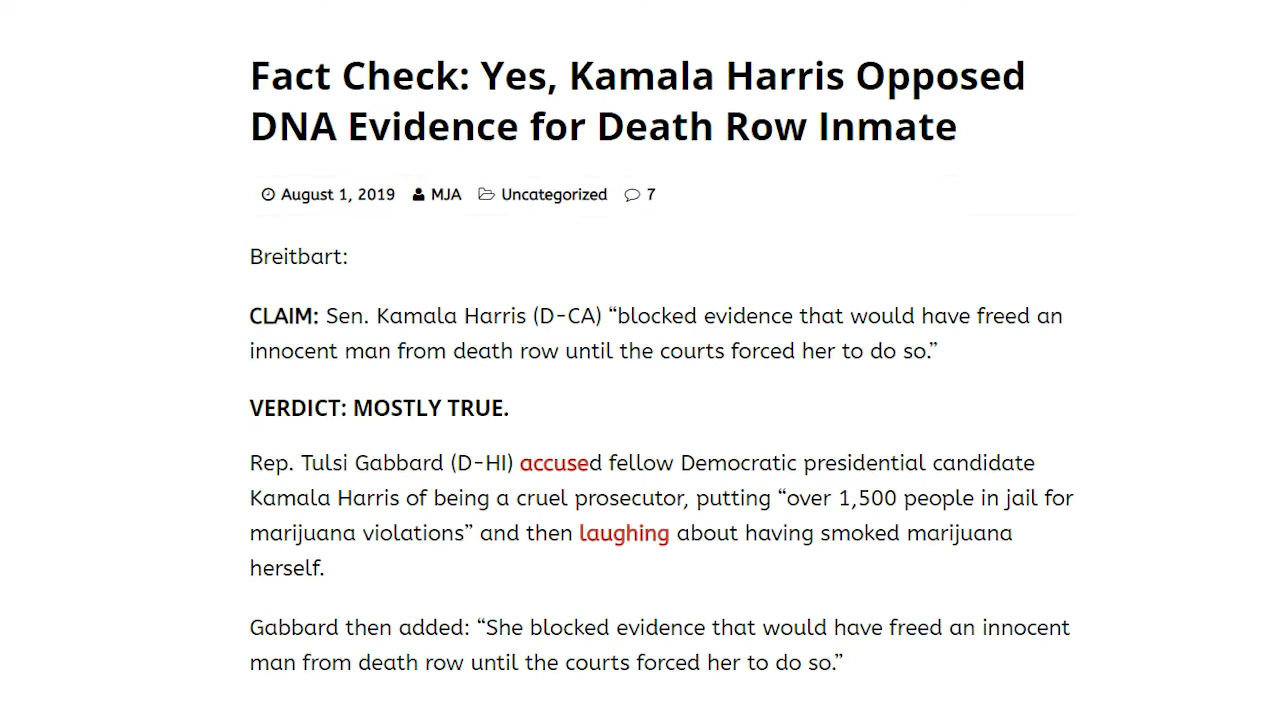 Fact Check: Yes, Kamala Harris Opposed
DNA Evidence for Death Row Inmate
August 1, 2019 MJA Uncategorized 7
Breitbart:
CLAIM: Sen. Kamala Harris (D-CA) “blocked evidence that would have freed an
innocent man from death row until the courts forced her to do so.”
VERDICT: MOSTLY TRUE.
Rep. Tulsi Gabbard (D-HI) accused fellow Democratic presidential candidate
Kamala Harris of being a cruel prosecutor, putting “over 1,500 people in jail for
marijuana violations” and then laughing about having smoked marijuana
herself.
Gabbard then added: “She blocked evidence that would have freed an innocent
man from death row until the courts forced her to do so.”